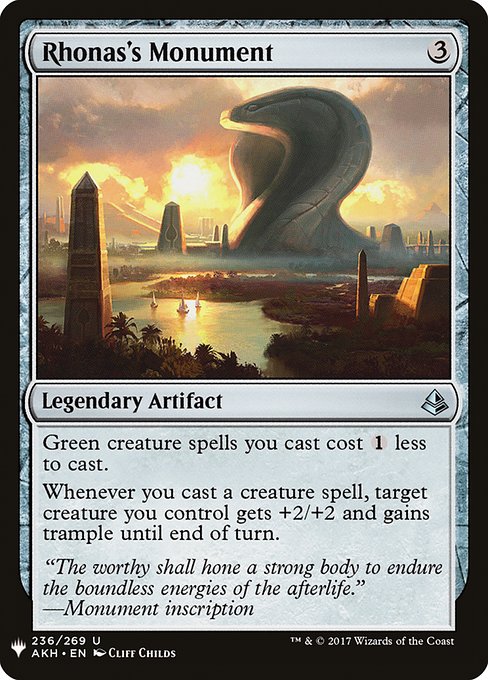 Rhonas's Monument 3
Legendary Artifact
Green creature spells you cast cost 1 less
to cast.
Whenever you cast a creature spell, target
creature you control gets +2/+2 and gains
trample until end of turn.
"The worthy shall hone a strong body to endure
the boundless energies of the afterlife."
—Monument inscription
236/269 U
AKH • EN Cliff Childs
™ & © 2017 Wizards of the Coast